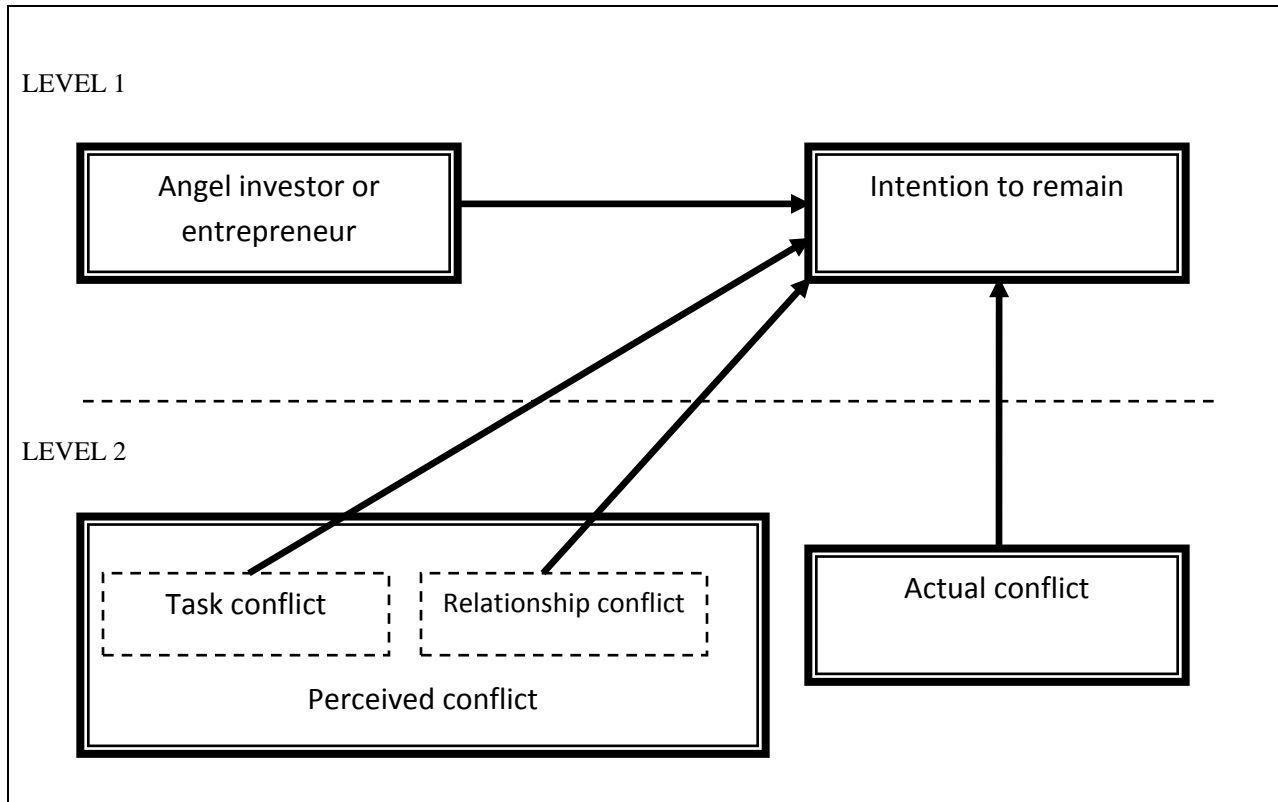 LEVEL 1
Angel investor or
entrepreneur
Intention to remain
LEVEL 2
Task conflict
Relationship conflict
Perceived conflict
Actual conflict